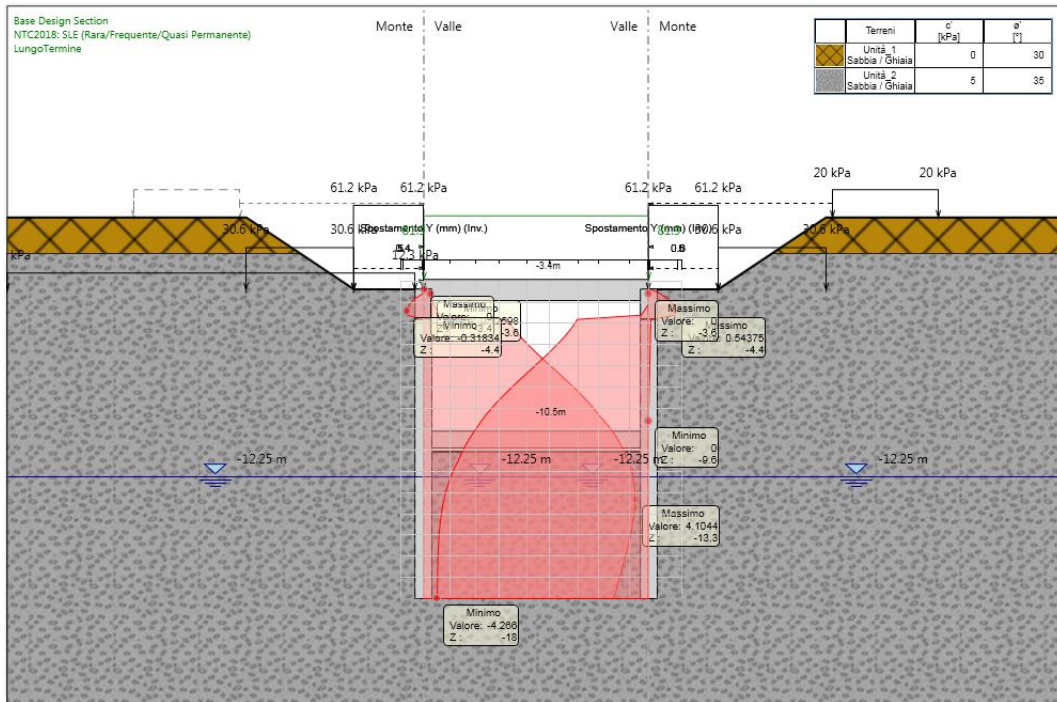 Base Design Section
NTC2018: SLE (Rara/Frequente/Quasi Permanente)
LungoTermine
Monte Valle
Valle Monte
Terreni c' [kPa] ø' [°]
Unità_1 Sabbia / Ghiaia 0 30
Unità_2 Sabbia / Ghiaia 5 35
61.2 kPa 61.2 kPa
61.2 kPa 61.2 kPa
20 kPa 20 kPa
30.6 kPa
Spostamento Y (mm) (Inv.)
30.6 kPa
kPa
-3.4m
Massimo
Valore: 0
Minimo
-3.6
Minimo
Valore: -0.31834
Z : -4.4
Massimo
Valore: 0
Z : -3.6
Massimo
0.54375
Z : -4.4
-10.5m
Minimo
Valore: 0
Z : -9.6
-12.25 m
-12.25 m
-12.25 m
-12.25 m
Massimo
Valore: 4.1044
Z : -13.3
Minimo
Valore: -4.266
Z : -18